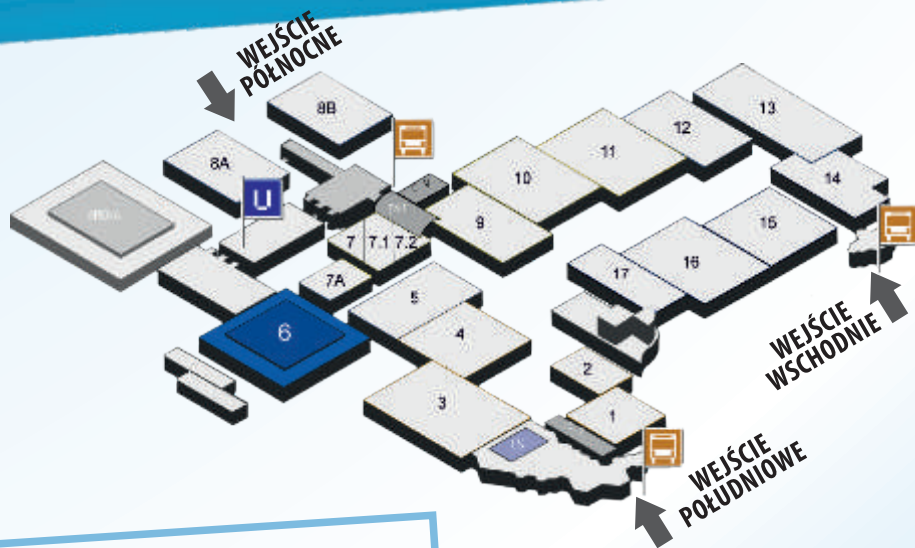 WEJŚCIE
PÓŁNOCNE
8B
13
12
8A
11
14
U
10
9
15
7
7.1
7.2
16
17
7A
5
6
4
WEJŚCIE
WSCHODNIE
2
3
1
WEJŚCIE
POŁUDNIOWE